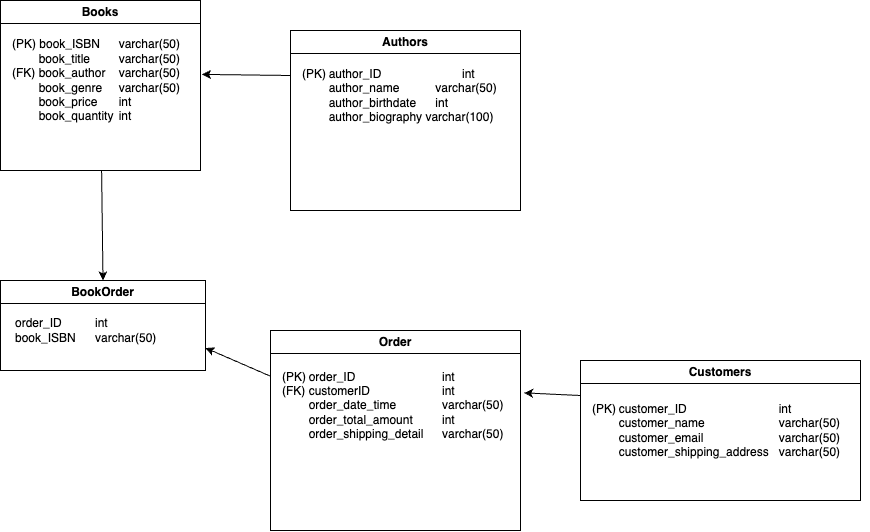 Books
(PK) book_ISBN varchar(50)
book_title varchar(50)
(FK) book_author varchar(50)
book_genre varchar(50)
book_price int
book_quantity int
Authors
(PK) author_ID int
author_name varchar(50)
author_birthdate int
author_biography varchar(100)
BookOrder
order_ID int
book_ISBN varchar(50)
Order
(PK) order_ID int
(FK) customerID int
order_date_time varchar(50)
order_total_amount int
order_shipping_detail varchar(50)
Customers
(PK) customer_ID int
customer_name varchar(50)
customer_email varchar(50)
customer_shipping_address varchar(50)